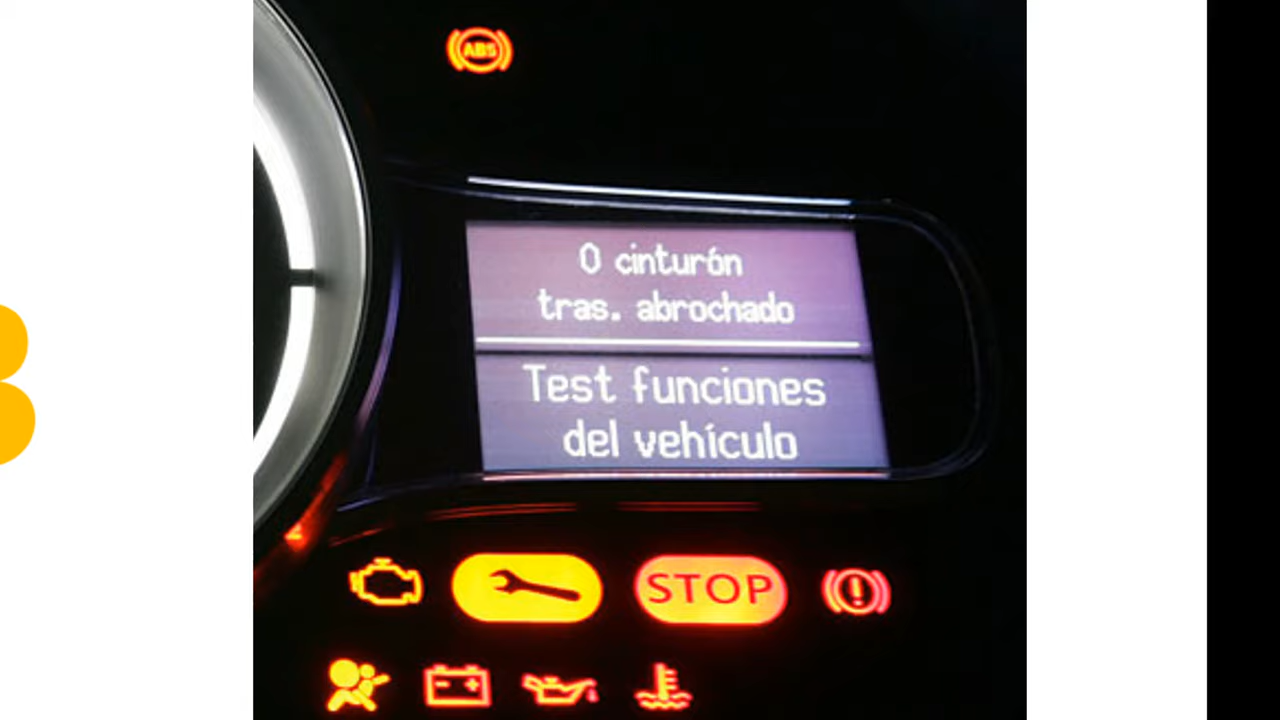 ABS
0 cinturón
tras. abrochado
Test funciones
del vehículo
STOP